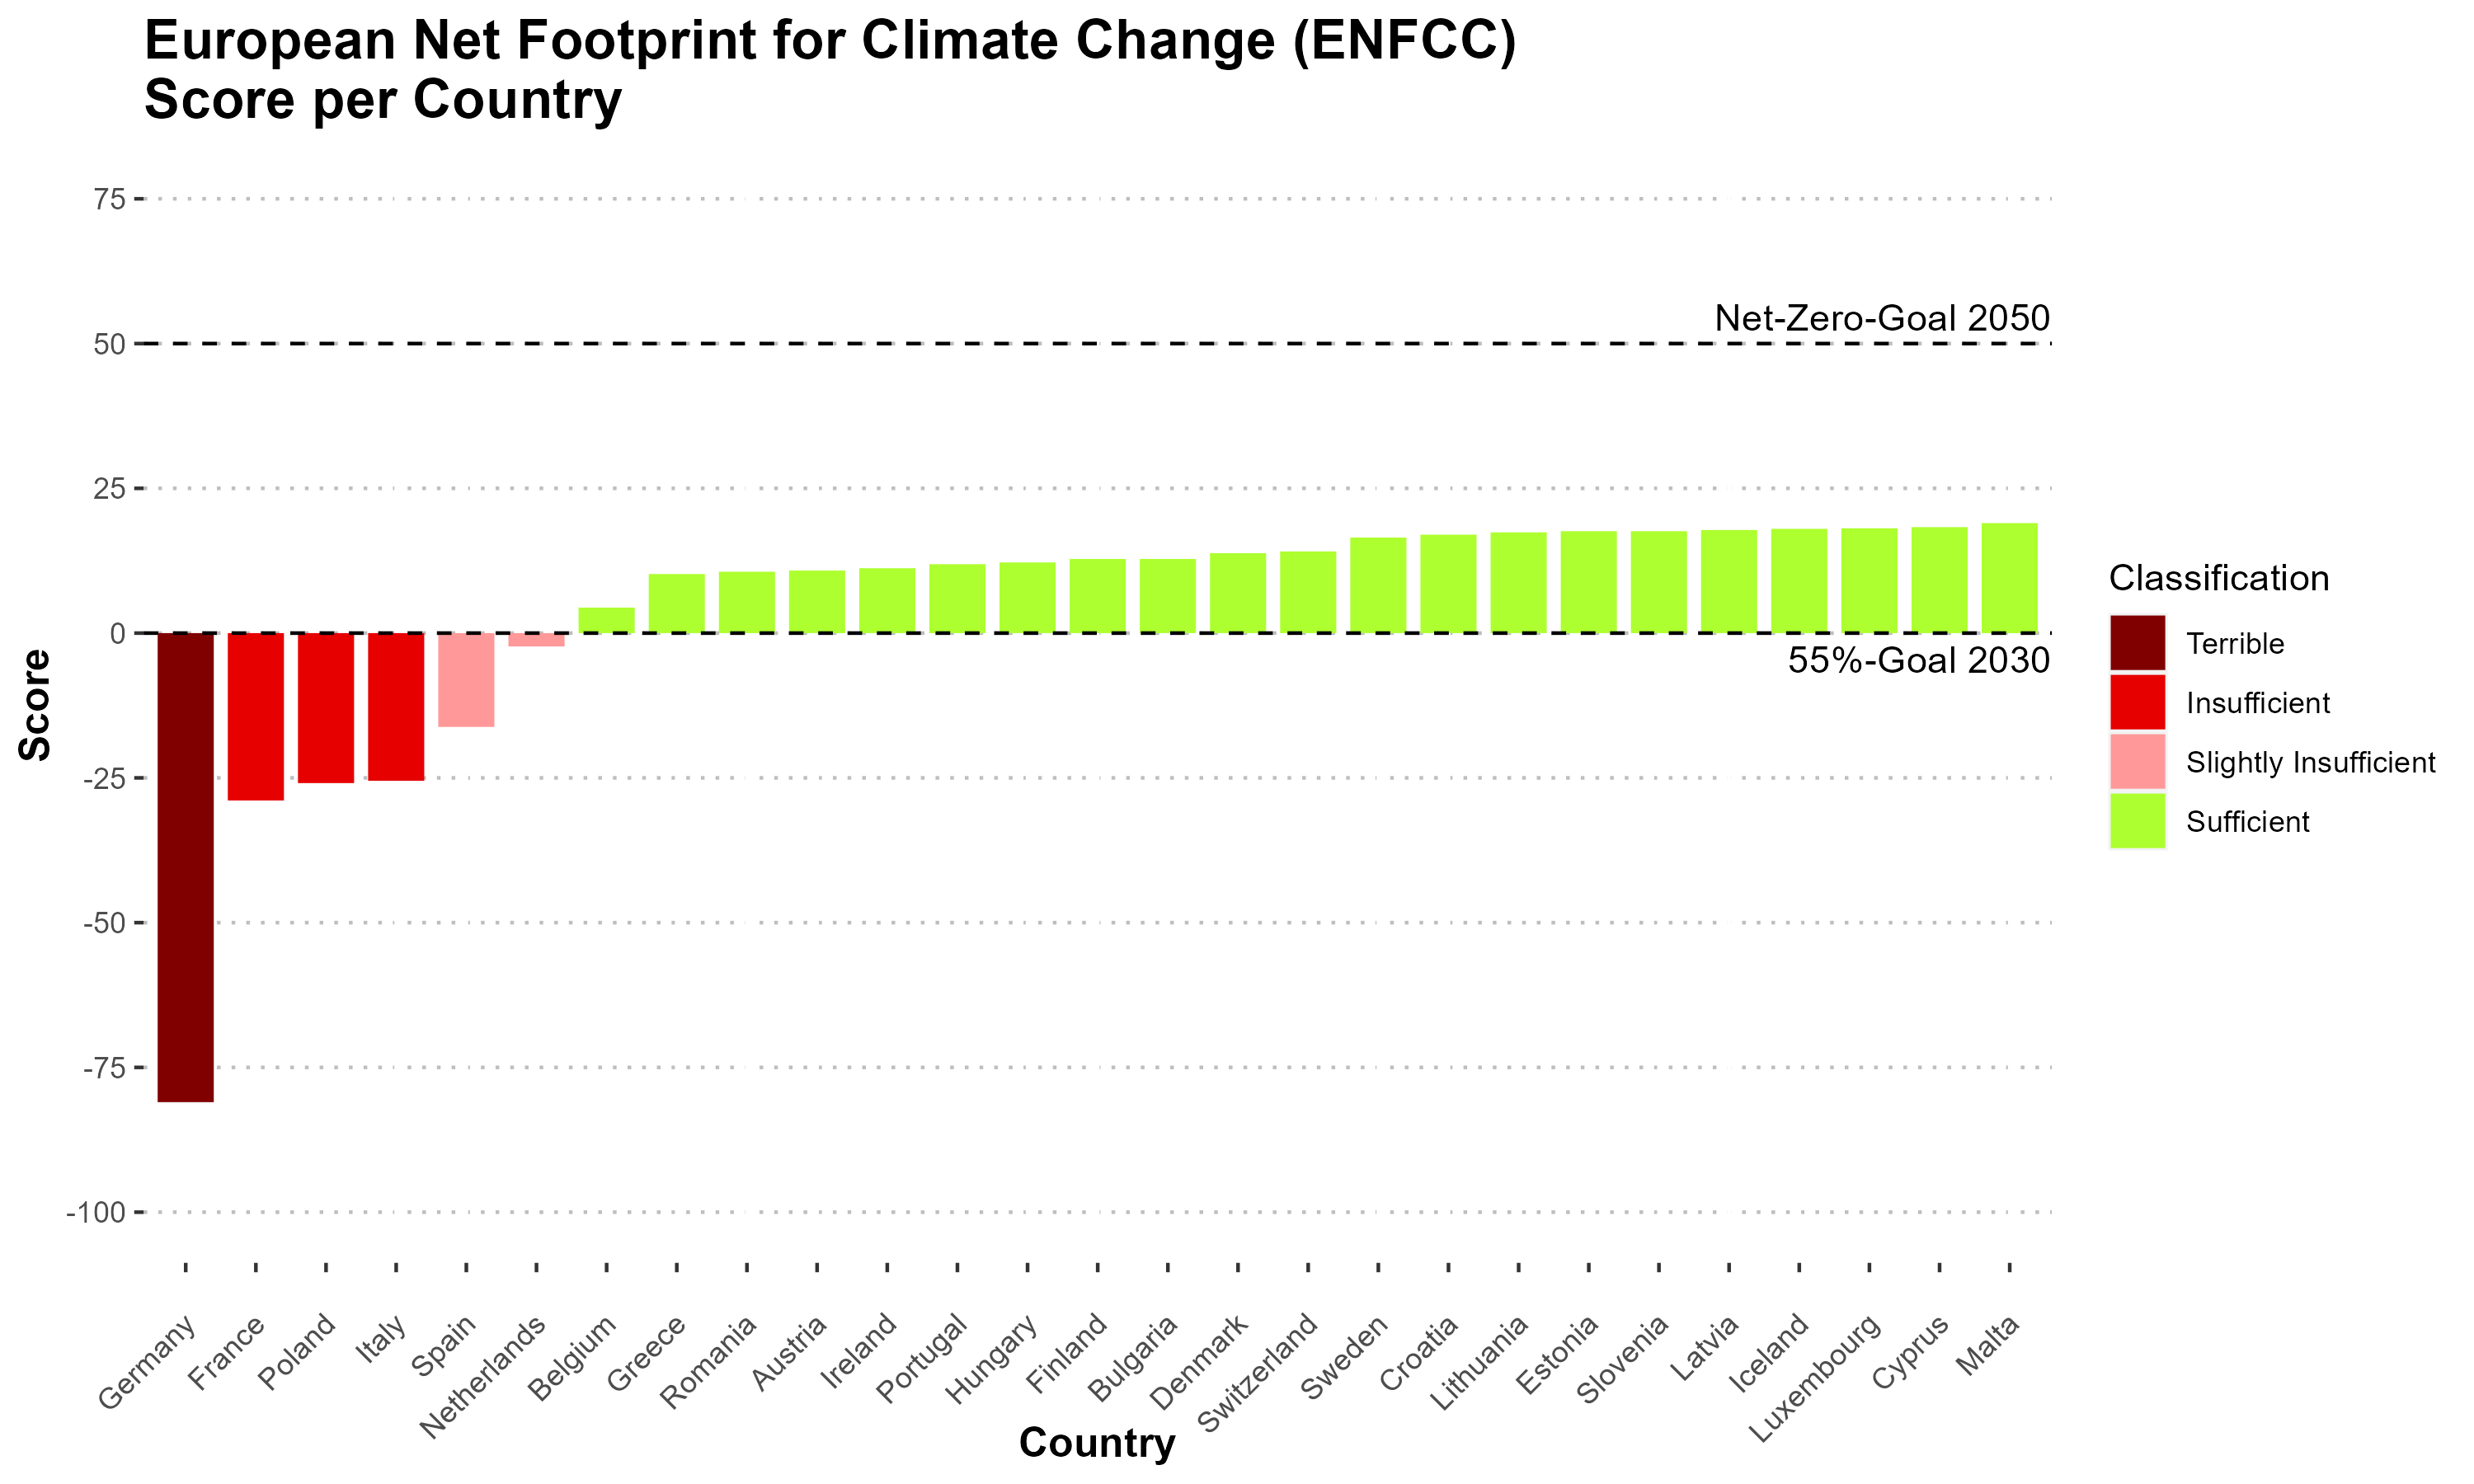 European Net Footprint for Climate Change (ENFCC)
Score per Country
75
Net-Zero-Goal 2050
50
25
0
55%-Goal 2030
-25
-50
-75
-100
Score
Classification
Terrible
Insufficient
Slightly Insufficient
Sufficient
Germany
France
Poland
Italy
Spain
Netherlands
Belgium
Greece
Romania
Austria
Ireland
Portugal
Hungary
Finland
Bulgaria
Denmark
Switzerland
Sweden
Croatia
Lithuania
Estonia
Slovenia
Latvia
Iceland
Luxembourg
Cyprus
Malta
Country